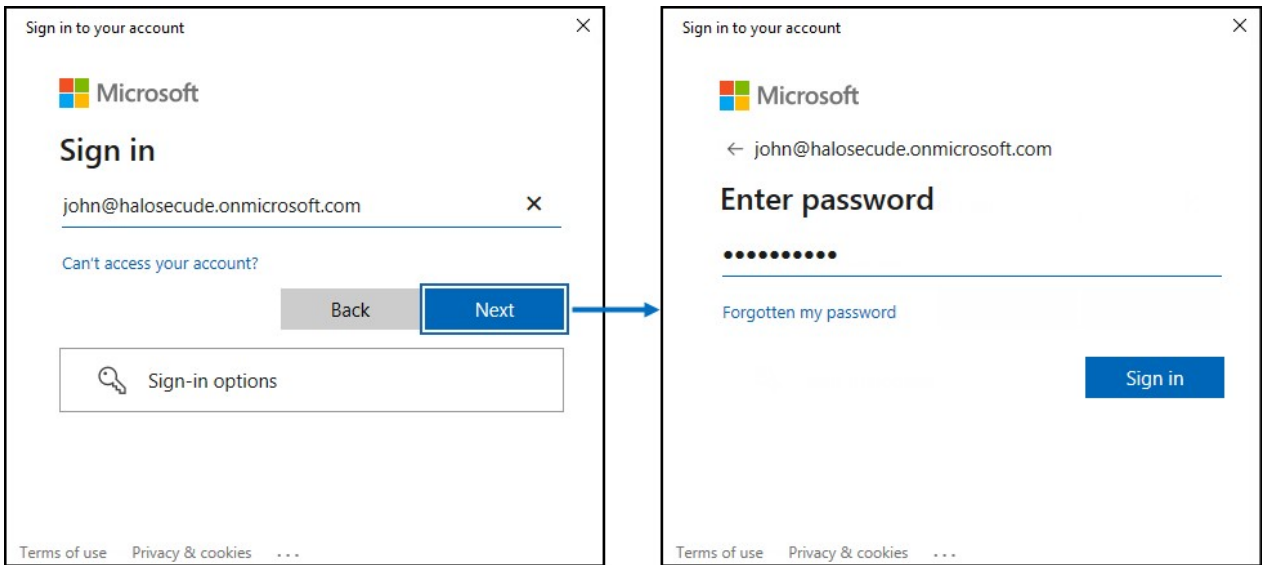 Sign in to your account
Microsoft
Sign in
john@halosecude.onmicrosoft.com
Can't access your account?
Back Next
Sign-in options
Terms of use Privacy & cookies ...
Sign in to your account
Microsoft
john@halosecude.onmicrosoft.com
Enter password
Forgotten my password
Sign in
Terms of use Privacy & cookies ...